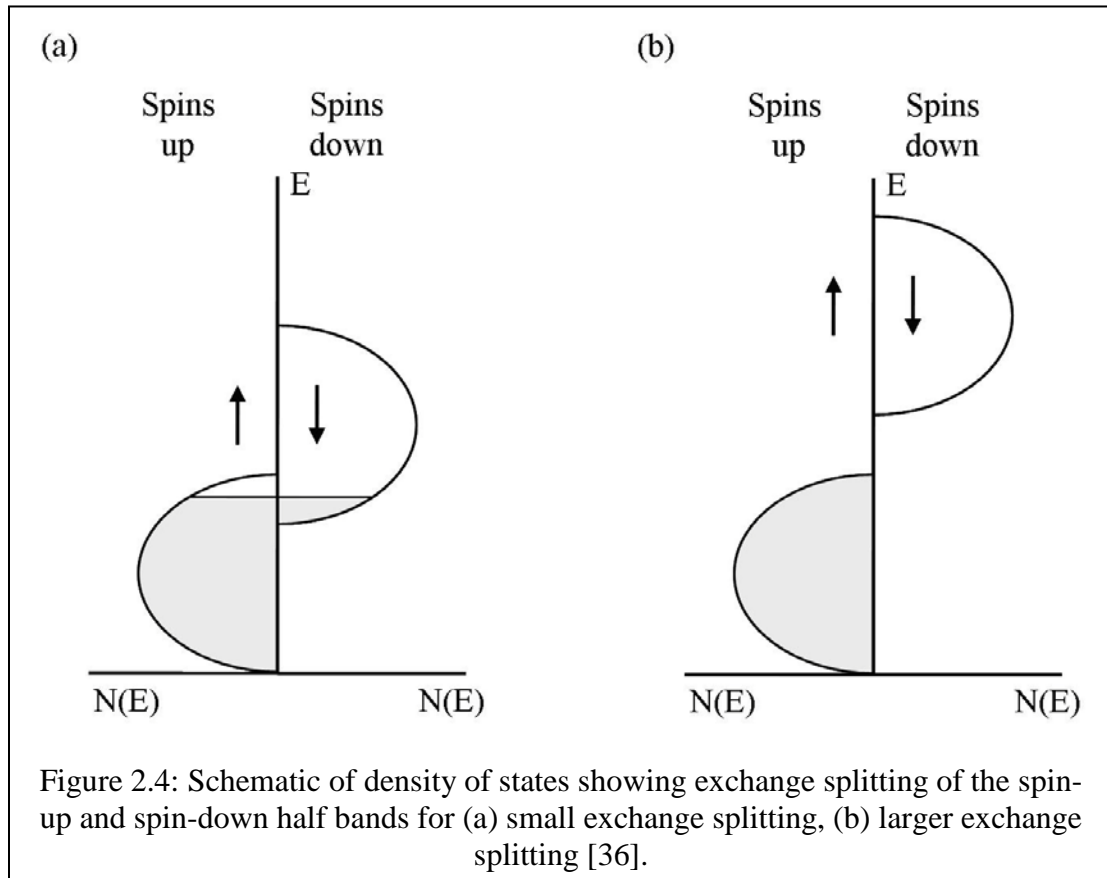 (a)
Spins up
Spins down
E
N(E)
N(E)
(b)
Spins up
Spins down
E
N(E)
N(E)
Figure 2.4: Schematic of density of states showing exchange splitting of the spin-
up and spin-down half bands for (a) small exchange splitting, (b) larger exchange
splitting [36].